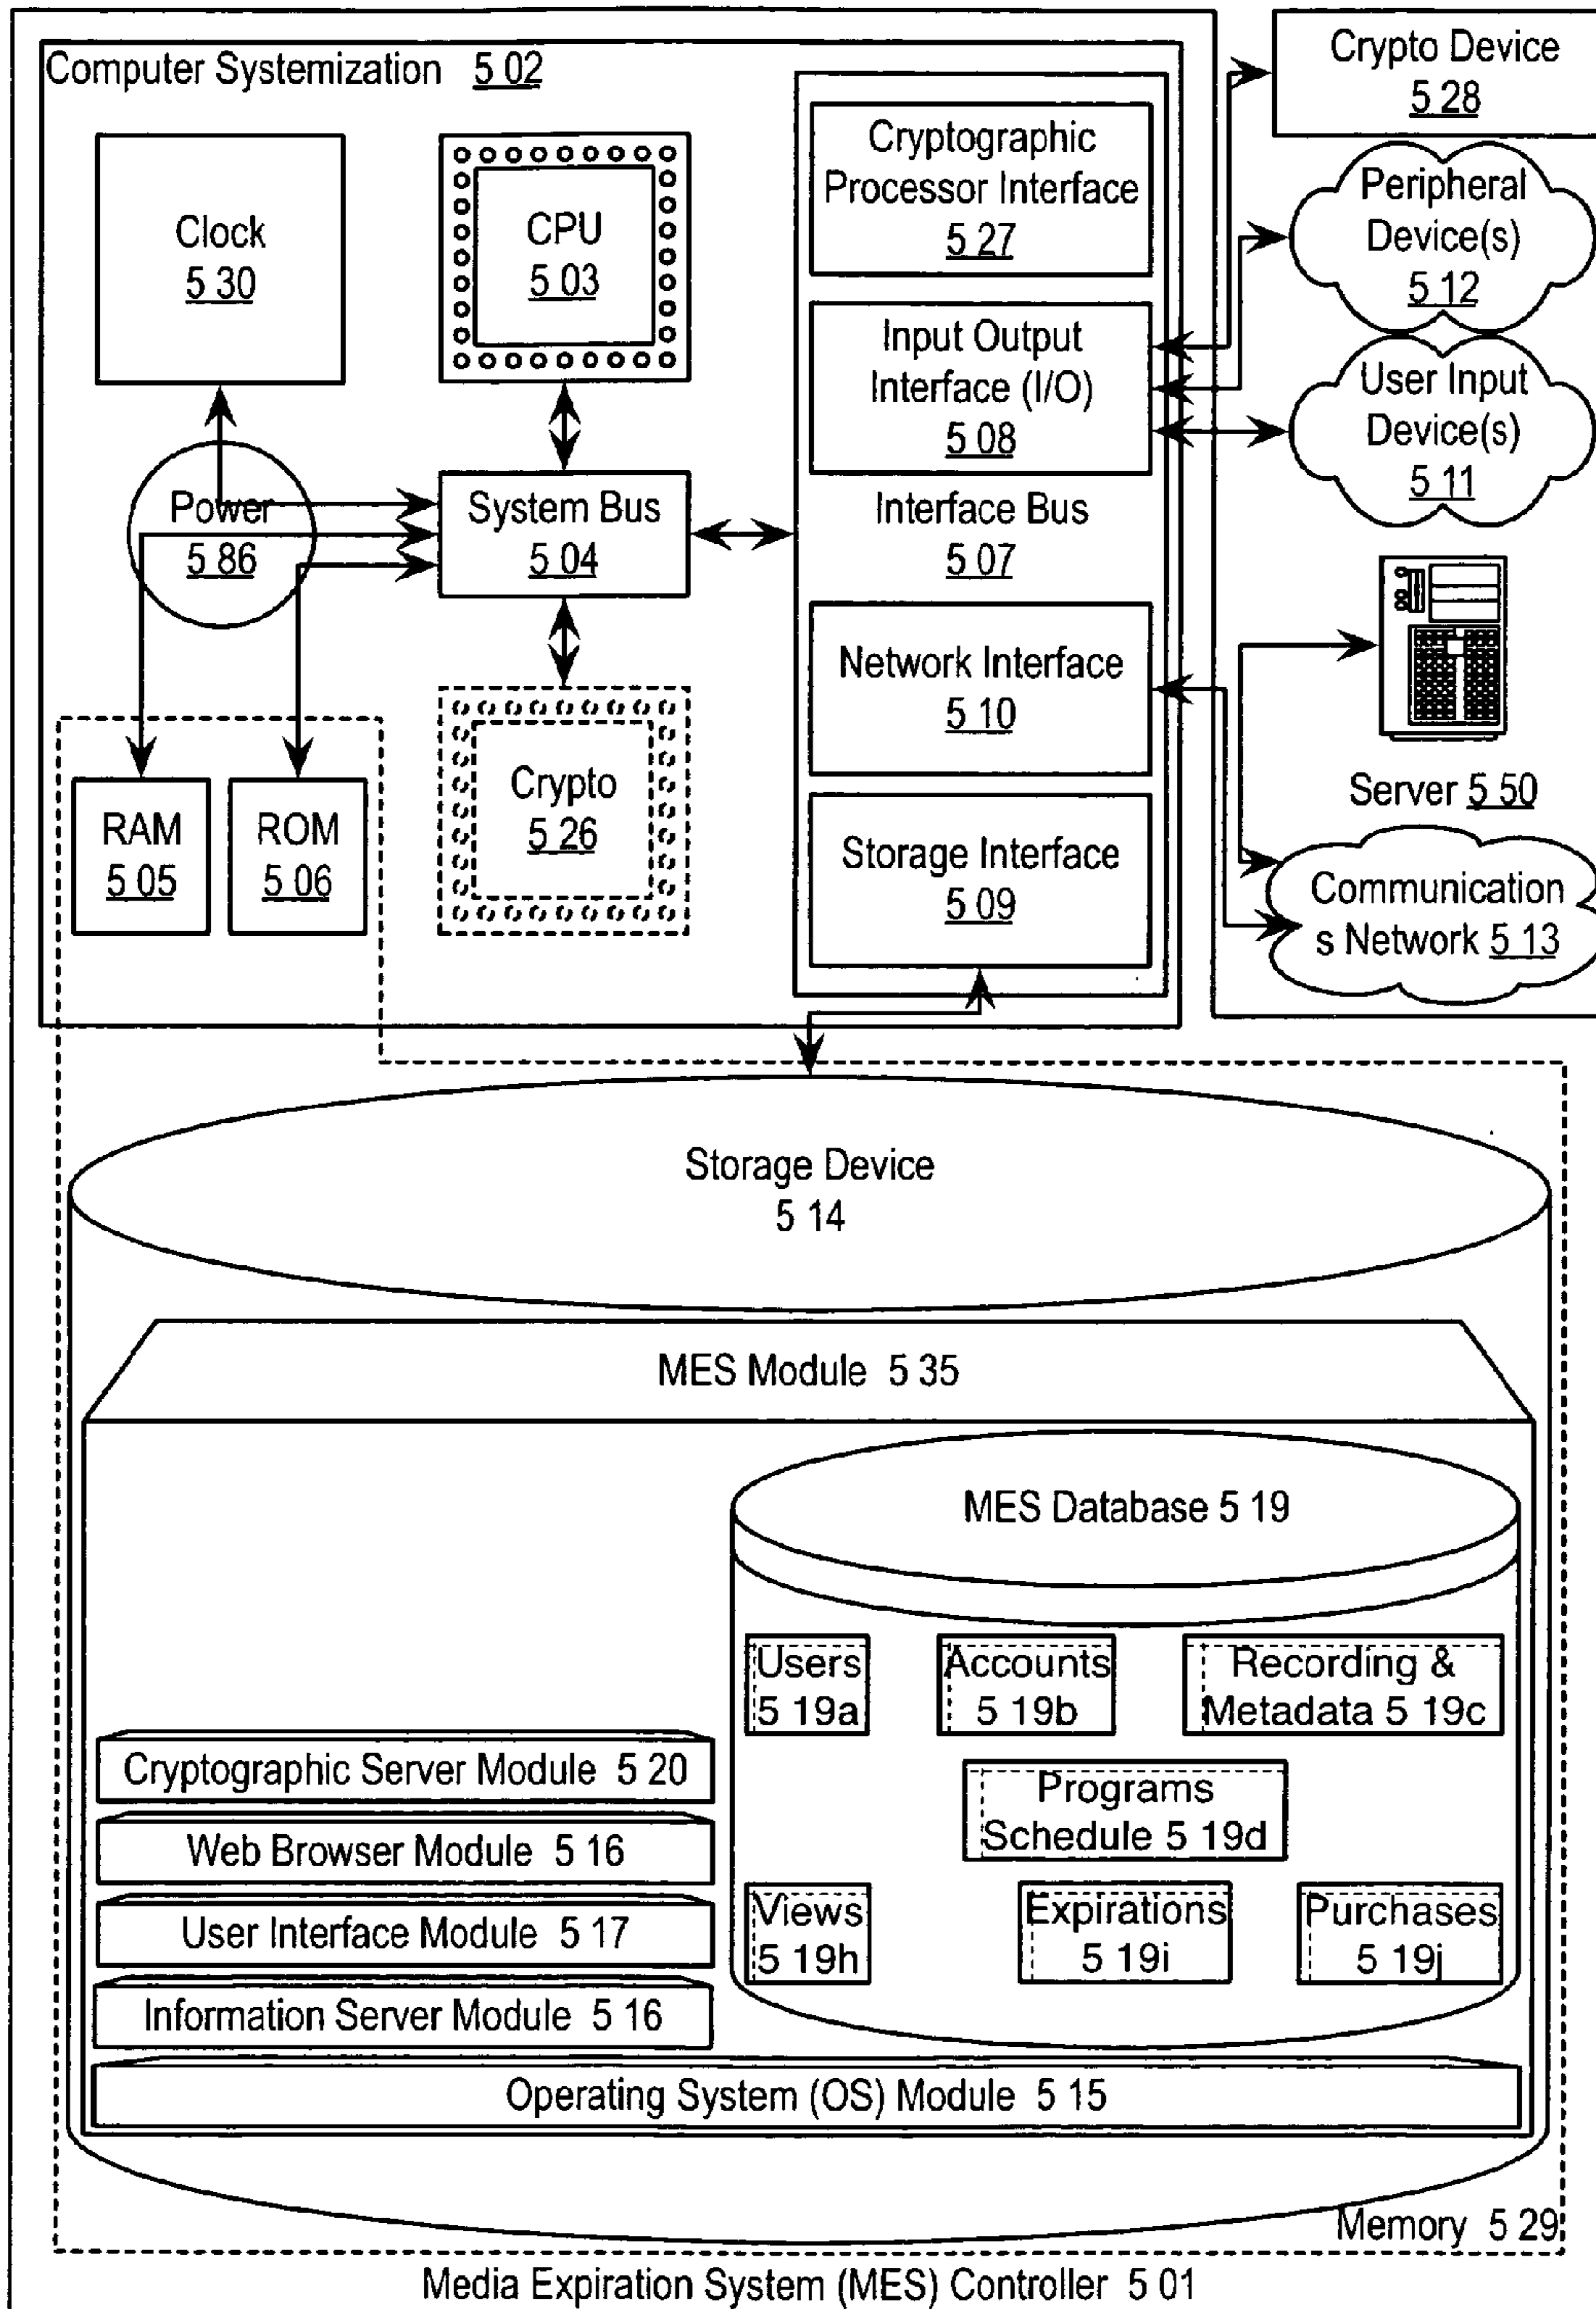 Computer Systemization 5 02
Clock
5 30
CPU
5 03
Power
5 86
System Bus
5 04
RAM
5 05
ROM
5 06
Crypto
5 26
Cryptographic
Processor Interface
5 27
Input Output
Interface (I/O)
5 08
Interface Bus
5 07
Network Interface
5 10
Storage Interface
5 09
Crypto Device
5 28
Peripheral
Device(s)
5 12
User Input
Device(s)
5 11
Server 5 50
Communication
s Network 5 13
Storage Device
5 14
MES Module 5 35
MES Database 5 19
Users
5 19a
Accounts
5 19b
Recording &
Metadata 5 19c
Programs
Schedule 5 19d
Views
5 19h
Expirations
5 19i
Purchases
5 19j
Cryptographic Server Module 5 20
Web Browser Module 5 16
User Interface Module 5 17
Information Server Module 5 16
Operating System (OS) Module 5 15
Memory 5 29
Media Expiration System (MES) Controller 5 01